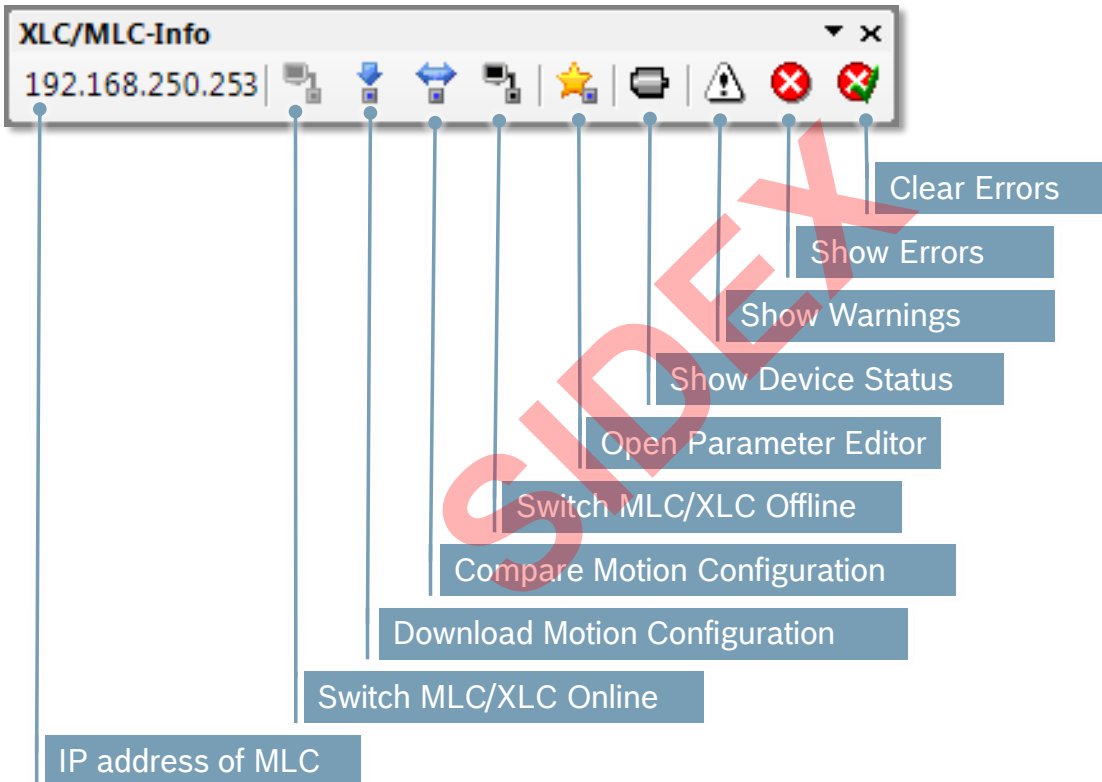 XLC/MLC-Info
192.168.250.253
Clear Errors
Show Errors
Show Warnings
Show Device Status
Open Parameter Editor
Switch MLC/XLC Offline
Compare Motion Configuration
Download Motion Configuration
Switch MLC/XLC Online
IP address of MLC
SIDEX